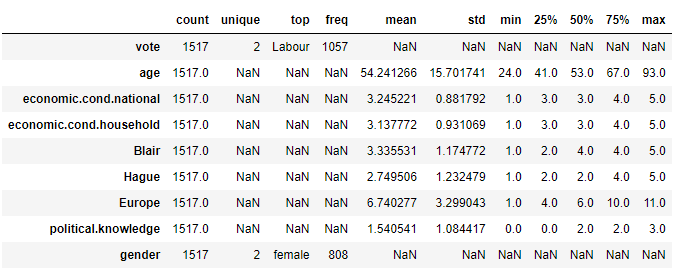 count unique top freq mean std min 25% 50% 75% max
vote 1517 2 Labour 1057 NaN NaN NaN NaN NaN NaN NaN
age 1517.0 NaN NaN NaN 54.241266 15.701741 24.0 41.0 53.0 67.0 93.0
economic.cond.national 1517.0 NaN NaN NaN 3.245221 0.881792 1.0 3.0 3.0 4.0 5.0
economic.cond.household 1517.0 NaN NaN NaN 3.137772 0.931069 1.0 3.0 3.0 4.0 5.0
Blair 1517.0 NaN NaN NaN 3.335531 1.174772 1.0 2.0 4.0 4.0 5.0
Hague 1517.0 NaN NaN NaN 2.749506 1.232479 1.0 2.0 2.0 4.0 5.0
Europe 1517.0 NaN NaN NaN 6.740277 3.299043 1.0 4.0 6.0 10.0 11.0
political.knowledge 1517.0 NaN NaN NaN 1.540541 1.084417 0.0 0.0 2.0 2.0 3.0
gender 1517 2 female 808 NaN NaN NaN NaN NaN NaN NaN